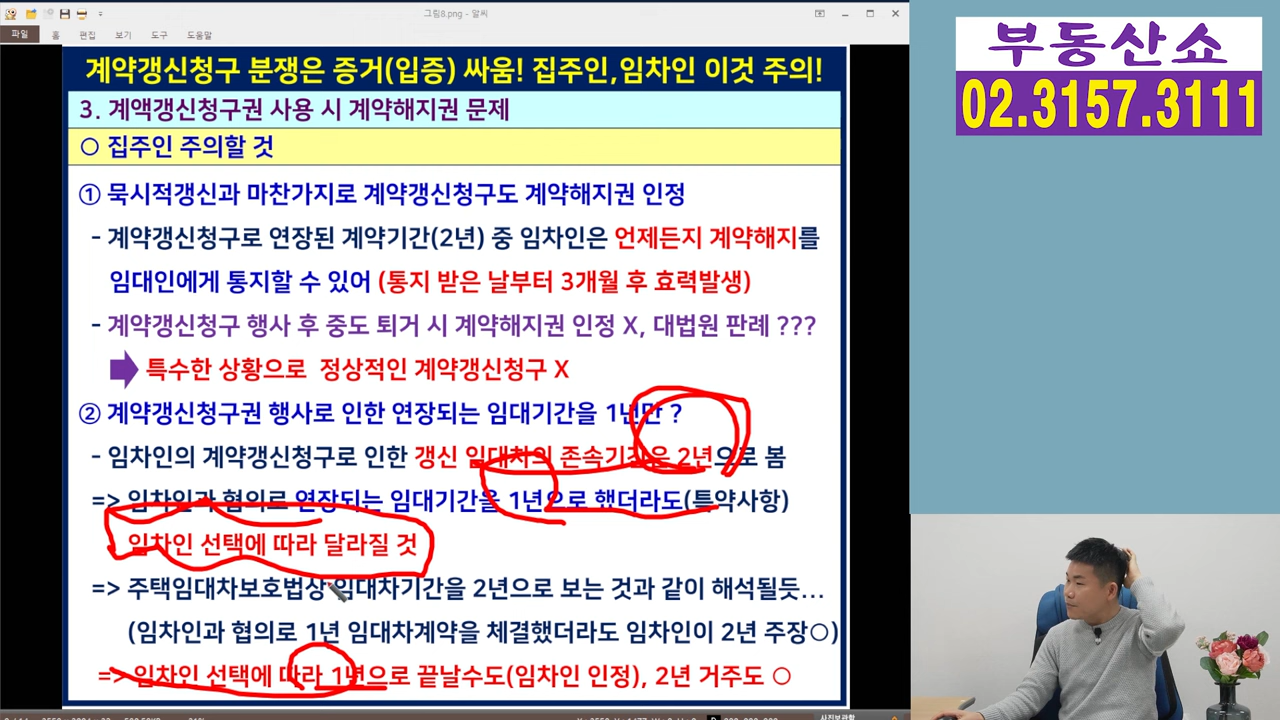 그림8.png - 알씨
파일 홈 편집 보기 도구 도움말
부동산쇼
02.3157.3111
계약갱신청구 분쟁은 증거(입증) 싸움! 집주인,임차인 이것 주의!
3. 계액갱신청구권 사용 시 계약해지권 문제
○ 집주인 주의할 것
① 묵시적갱신과 마찬가지로 계약갱신청구도 계약해지권 인정
- 계약갱신청구로 연장된 계약기간(2년) 중 임차인은 언제든지 계약해지를
임대인에게 통지할 수 있어 (통지 받은 날부터 3개월 후 효력발생)
- 계약갱신청구 행사 후 중도 퇴거 시 계약해지권 인정 X, 대법원 판례 ???
특수한 상황으로 정상적인 계약갱신청구 X
② 계약갱신청구권 행사로 인한 연장되는 임대기간을 1년만 ?
- 임차인의 계약갱신청구로 인한 갱신 임대차의 존속기간은 2년으로 봄
=> 임차인과 협의로 연장되는 임대기간을 1년으로 했더라도(특약사항)
임차인 선택에 따라 달라질 것
=> 주택임대차보호법상 임대차기간을 2년으로 보는 것과 같이 해석될듯...
(임차인과 협의로 1년 임대차계약을 체결했더라도 임차인이 2년 주장○)
=> 임차인 선택에 따라 1년으로 끝날수도(임차인 인정), 2년 거주도 ○